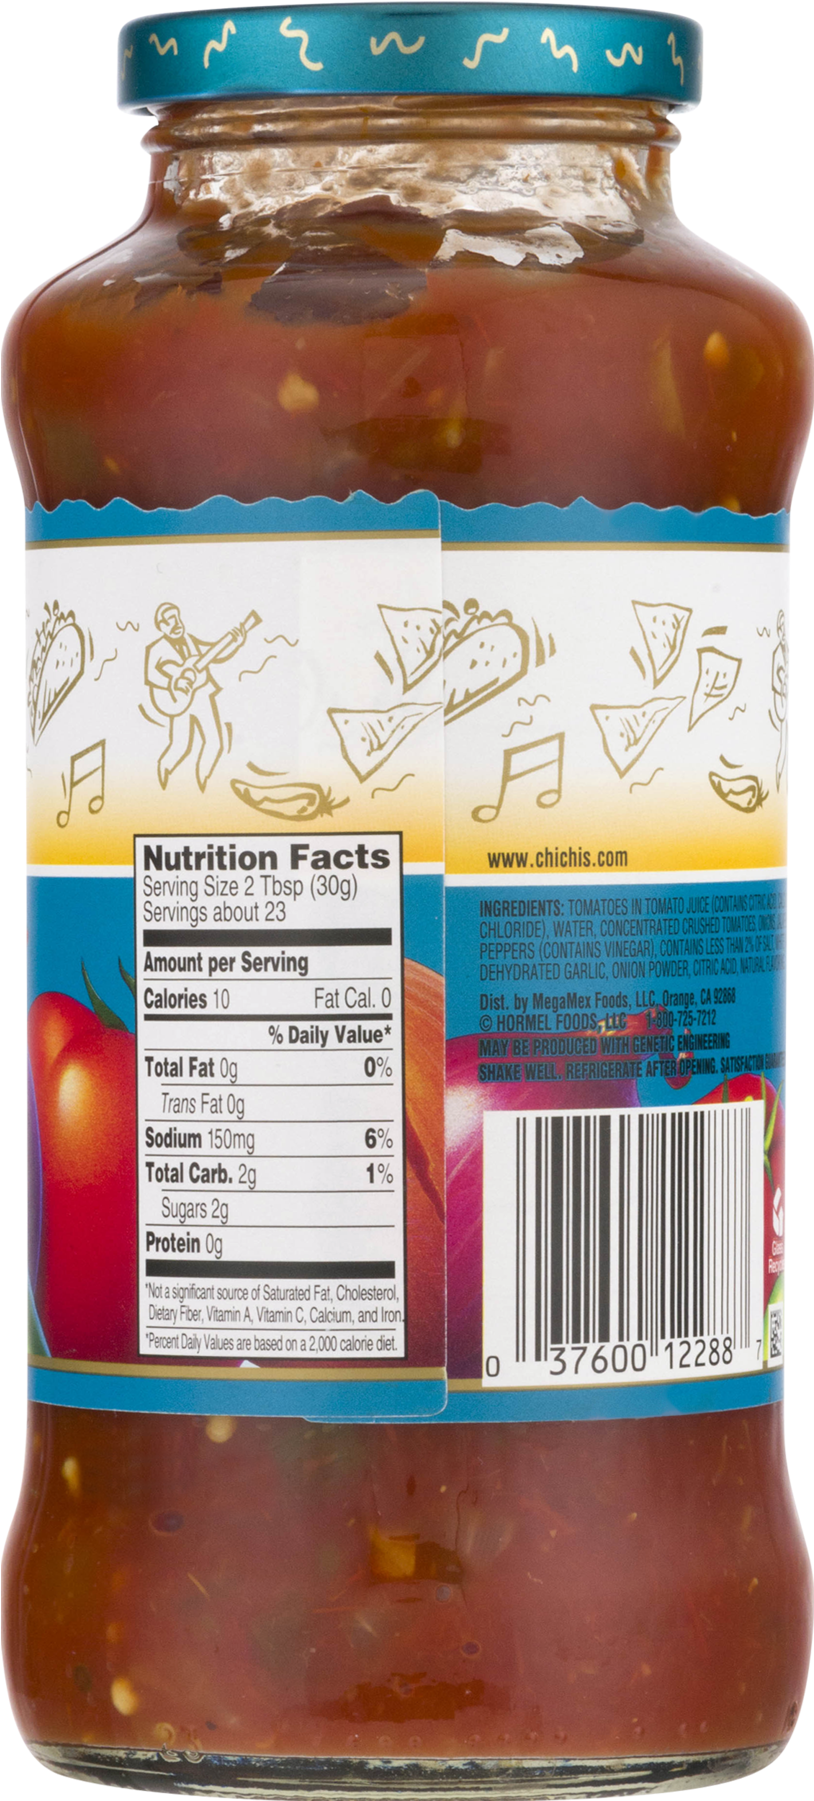 Nutrition Facts
Serving Size 2 Tbsp (30g)
Servings about 23
Amount per Serving
Calories 10 Fat Cal. 0
% Daily Value*
Total Fat 0g 0%
Trans Fat 0g
Sodium 150mg 6%
Total Carb. 2g 1%
Sugars 2g
Protein 0g
*Not a significant source of Saturated Fat, Cholesterol,
Dietary Fiber, Vitamin A, Vitamin C, Calcium, and Iron.
*Percent Daily Values are based on a 2,000 calorie diet.
www.chichis.com
INGREDIENTS: TOMATOES IN TOMATO JUICE (CONTAINS CITRIC ACID,
CHLORIDE), WATER, CONCENTRATED CRUSHED TOMATOES, ONIONS,
PEPPERS (CONTAINS VINEGAR), CONTAINS LESS THAN 2% OF SALT,
DEHYDRATED GARLIC, ONION POWDER, CITRIC ACID, NATURAL
Dist. by MegaMex Foods, LLC, Orange, CA 92868
© HORMEL FOODS, LLC 1-800-725-7212
MAY BE PRODUCED WITH GENETIC ENGINEERING
SHAKE WELL. REFRIGERATE AFTER OPENING. SATISFACTION
0 37600 12288 7